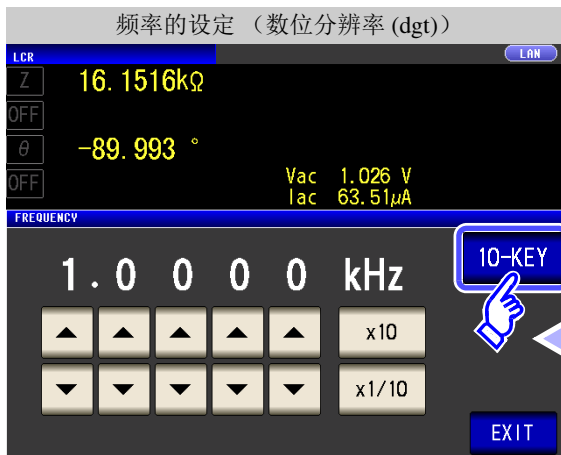 频率的设定 （数位分辨率 (dgt)）
LCR LAN
Z 16.1516kΩ
OFF
θ -89.993 °
OFF Vac 1.026 V
Iac 63.51μA
FREQUENCY
10-KEY
1.0000 kHz
x10
x1/10
EXIT